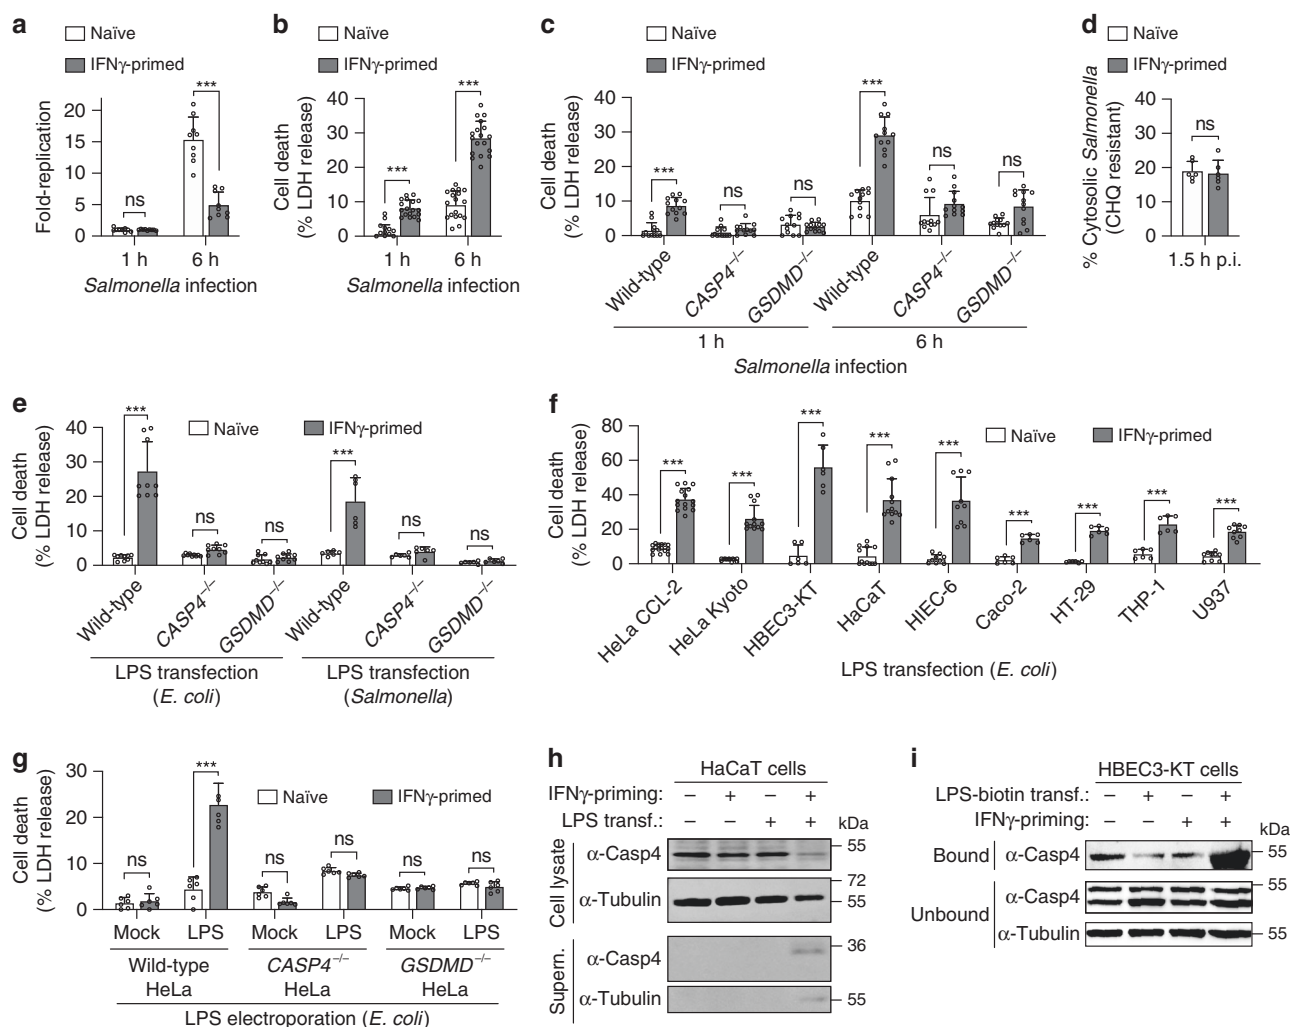 a
Naïve
IFNγ-primed
Fold-replication
20
15
10
5
0
***
ns
1 h
6 h
Salmonella infection
b
Naïve
IFNγ-primed
Cell death
(% LDH release)
40
30
20
10
0
***
***
1 h
6 h
Salmonella infection
c
Naïve
IFNγ-primed
Cell death
(% LDH release)
40
30
20
10
0
***
ns
ns
***
ns
ns
Wild-type
CASP4−/−
GSDMD−/−
Wild-type
CASP4−/−
GSDMD−/−
1 h
6 h
Salmonella infection
d
Naïve
IFNγ-primed
% Cytosolic Salmonella
(CHQ resistant)
40
30
20
10
0
ns
1.5 h p.i.
e
Naïve
IFNγ-primed
Cell death
(% LDH release)
40
30
20
10
0
***
ns
ns
***
ns
ns
Wild-type
CASP4−/−
GSDMD−/−
Wild-type
CASP4−/−
GSDMD−/−
LPS transfection
(E. coli)
LPS transfection
(Salmonella)
f
Naïve
IFNγ-primed
Cell death
(% LDH release)
80
60
40
20
0
***
***
***
***
***
***
***
***
***
HeLa CCL-2
HeLa Kyoto
HBEC3-KT
HaCaT
HIEC-6
Caco-2
HT-29
THP-1
U937
LPS transfection (E. coli)
g
Naïve
IFNγ-primed
Cell death
(% LDH release)
30
20
10
0
ns
***
ns
ns
ns
ns
Mock
LPS
Mock
LPS
Mock
LPS
Wild-type
HeLa
CASP4−/−
HeLa
GSDMD−/−
HeLa
LPS electroporation (E. coli)
h
HaCaT cells
IFNγ-priming: − + − +
LPS transf.: − − + + kDa
Cell lysate
α-Casp4
55
α-Tubulin
72
55
Supern.
α-Casp4
36
α-Tubulin
55
i
HBEC3-KT cells
LPS-biotin transf.: − + − +
IFNγ-priming: − − + +
kDa
Bound
α-Casp4
55
Unbound
α-Casp4
55
α-Tubulin
55